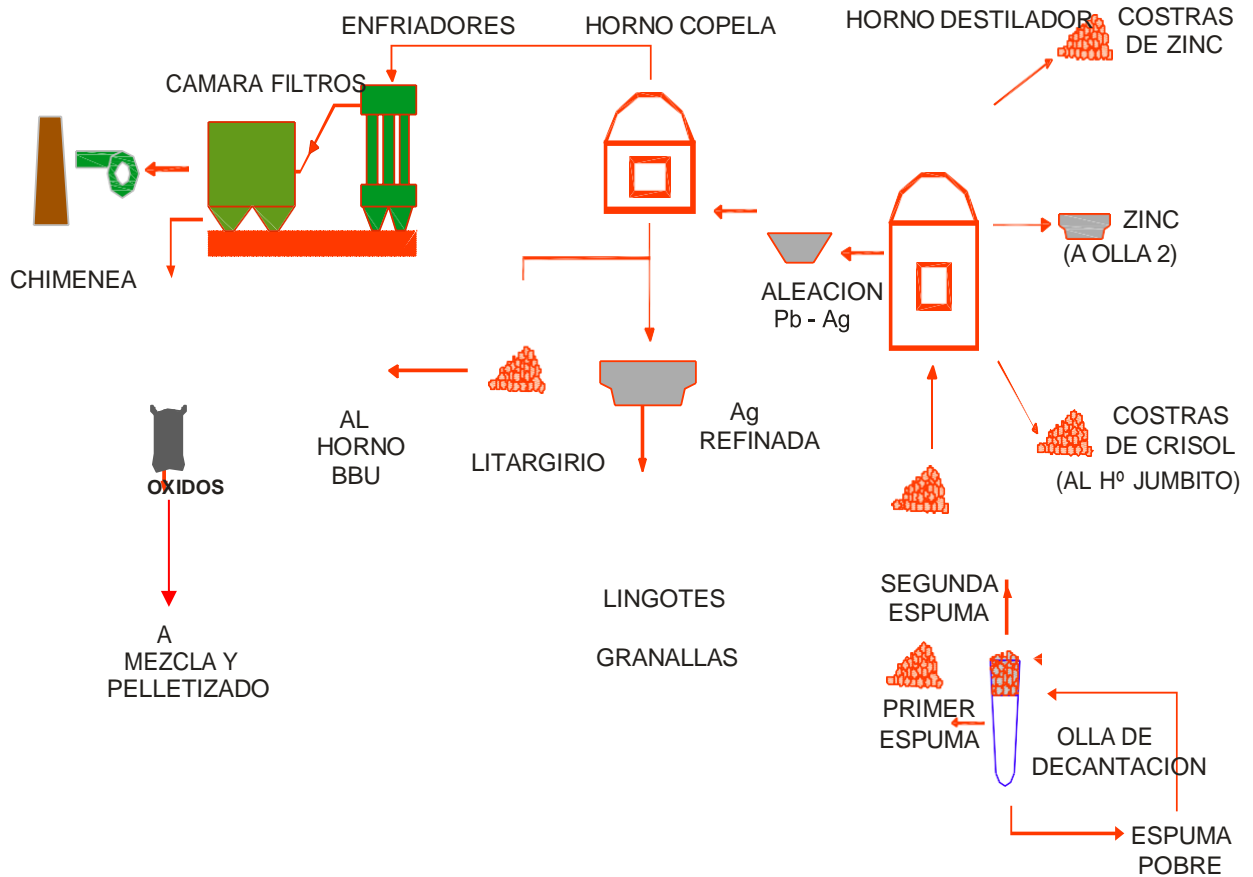 ENFRIADORES
HORNO COPELA
HORNO DESTILADOR
COSTRAS
DE ZINC
CAMARA FILTROS
ZINC
(A OLLA 2)
CHIMENEA
ALEACION
Pb - Ag
AL
HORNO
BBU
LITARGIRIO
Ag
REFINADA
COSTRAS
DE CRISOL
(AL Hº JUMBITO)
OXIDOS
LINGOTES
GRANALLAS
SEGUNDA
ESPUMA
A
MEZCLA Y
PELLETIZADO
PRIMER
ESPUMA
OLLA DE
DECANTACION
ESPUMA
POBRE